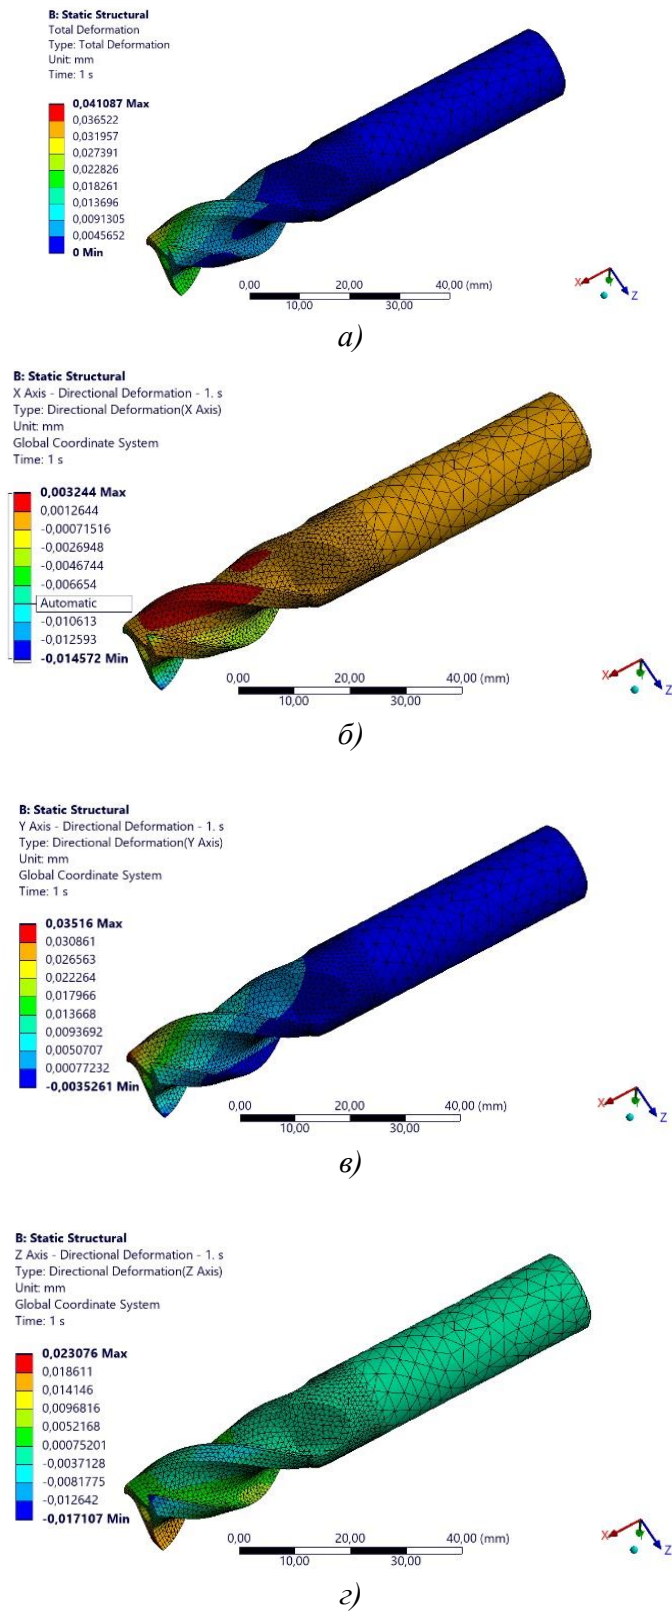 B: Static Structural
Total Deformation
Type: Total Deformation
Unit: mm
Time: 1 s
0,041087 Max
0,036522
0,031957
0,027391
0,022826
0,018261
0,013696
0,0091305
0,0045652
0 Min
0,00 20,00 40,00 (mm)
10,00 30,00
X Z
а)
B: Static Structural
X Axis - Directional Deformation - 1. s
Type: Directional Deformation(X Axis)
Unit: mm
Global Coordinate System
Time: 1 s
0,003244 Max
0,0012644
-0,00071516
-0,0026948
-0,0046744
-0,006654
Automatic
-0,010613
-0,012593
-0,014572 Min
0,00 20,00 40,00 (mm)
10,00 30,00
X Z
б)
B: Static Structural
Y Axis - Directional Deformation - 1. s
Type: Directional Deformation(Y Axis)
Unit: mm
Global Coordinate System
Time: 1 s
0,03516 Max
0,030861
0,026563
0,022264
0,017966
0,013668
0,0093692
0,0050707
0,00077232
-0,0035261 Min
0,00 20,00 40,00 (mm)
10,00 30,00
X Z
в)
B: Static Structural
Z Axis - Directional Deformation - 1. s
Type: Directional Deformation(Z Axis)
Unit: mm
Global Coordinate System
Time: 1 s
0,023076 Max
0,018611
0,014146
0,0096816
0,0052168
0,00075201
-0,0037128
-0,0081775
-0,012642
-0,017107 Min
0,00 20,00 40,00 (mm)
10,00 30,00
X Z
г)